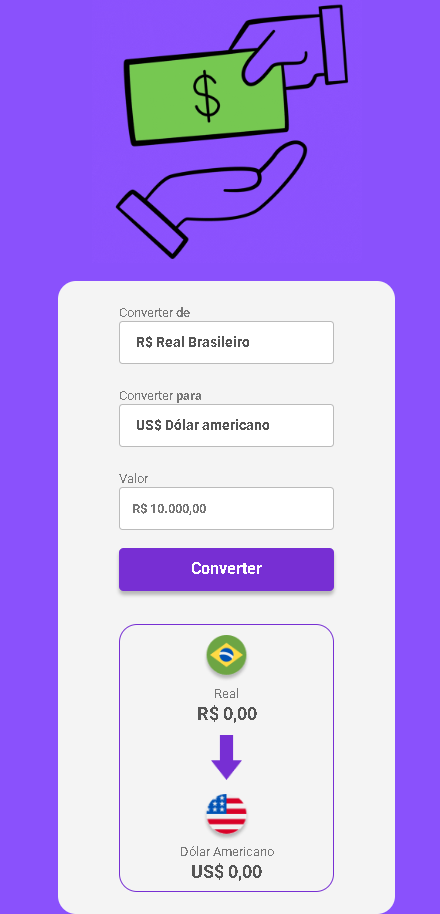 $
Converter de
R$ Real Brasileiro
Converter para
US$ Dólar americano
Valor
R$ 10.000,00
Converter
Real
R$ 0,00
Dólar Americano
US$ 0,00